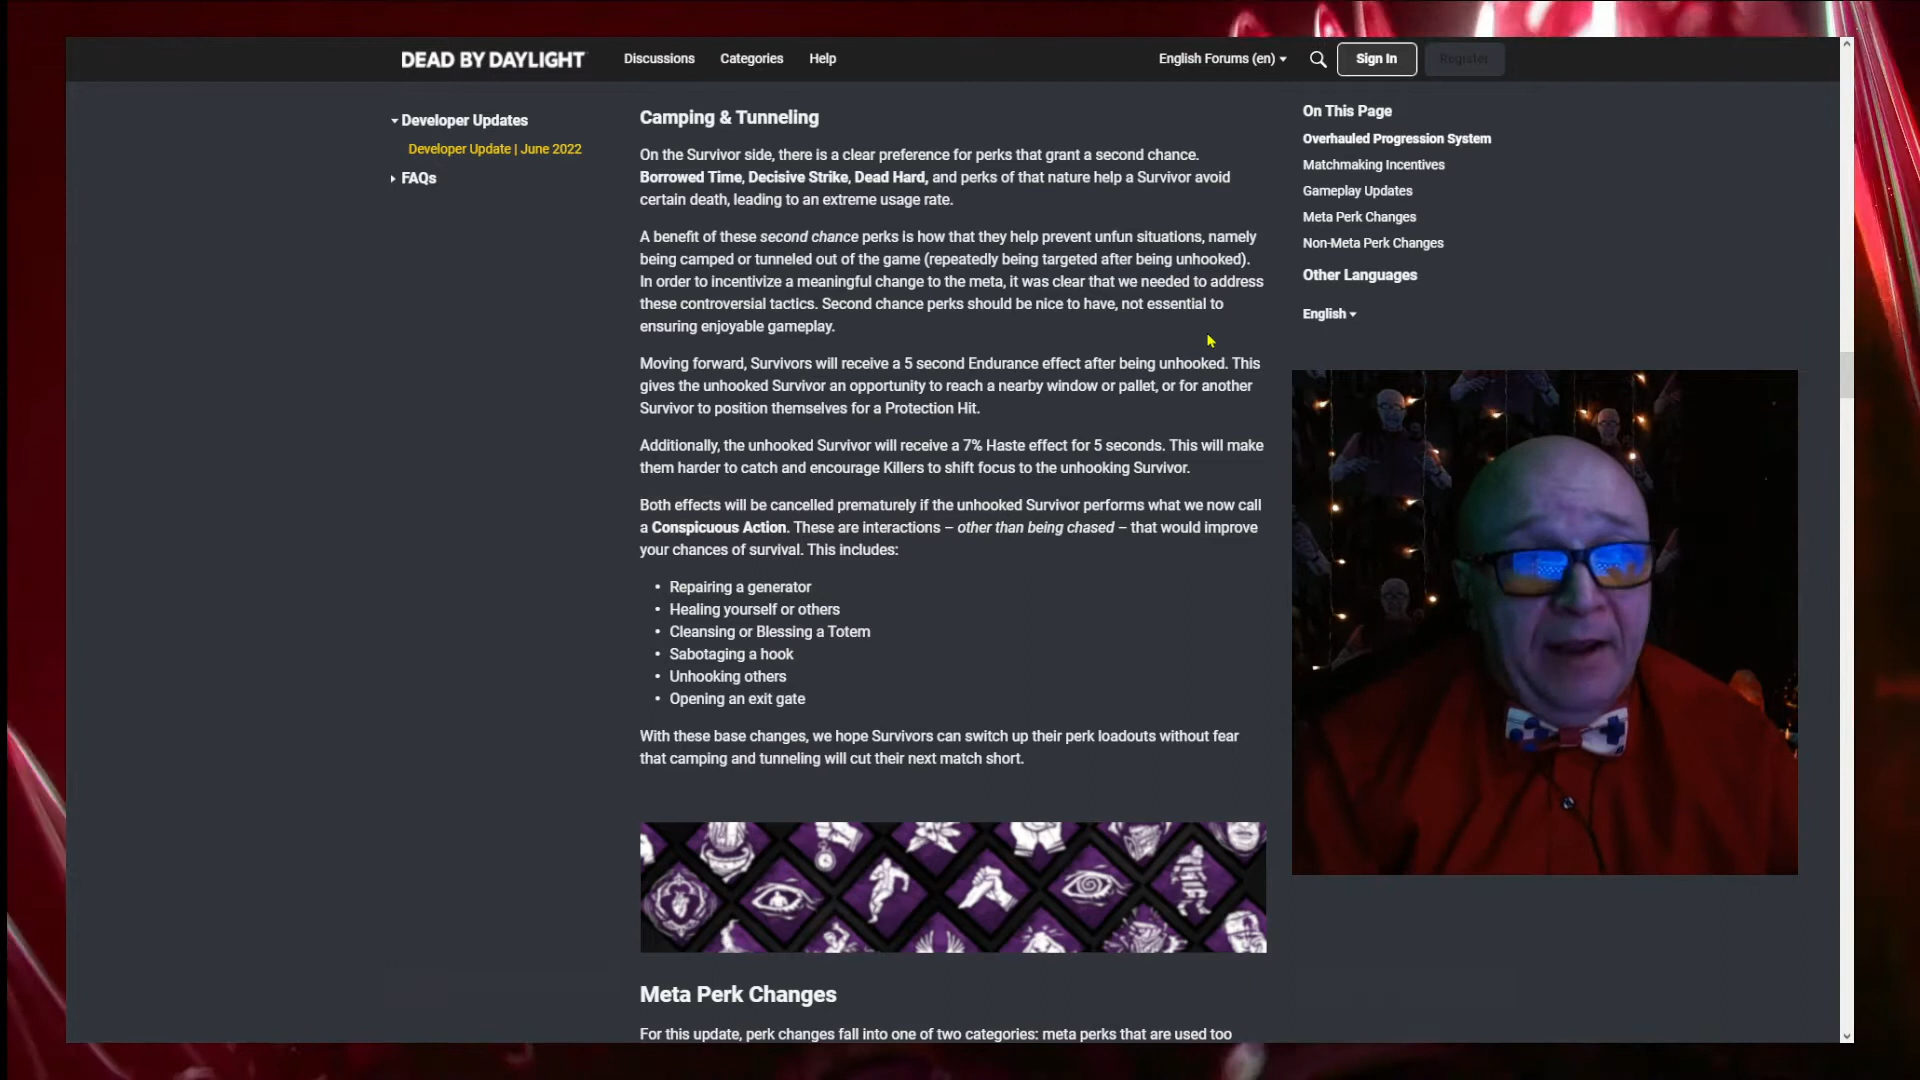 DEAD BY DAYLIGHT
Discussions
Categories
Help
English Forums (en)
Sign In
Register
Developer Updates
Developer Update | June 2022
FAQs
Camping & Tunneling
On the Survivor side, there is a clear preference for perks that grant a second chance.
Borrowed Time, Decisive Strike, Dead Hard, and perks of that nature help a Survivor avoid
certain death, leading to an extreme usage rate.
A benefit of these second chance perks is how that they help prevent unfun situations, namely
being camped or tunneled out of the game (repeatedly being targeted after being unhooked).
In order to incentivize a meaningful change to the meta, it was clear that we needed to address
these controversial tactics. Second chance perks should be nice to have, not essential to
ensuring enjoyable gameplay.
Moving forward, Survivors will receive a 5 second Endurance effect after being unhooked. This
gives the unhooked Survivor an opportunity to reach a nearby window or pallet, or for another
Survivor to position themselves for a Protection Hit.
Additionally, the unhooked Survivor will receive a 7% Haste effect for 5 seconds. This will make
them harder to catch and encourage Killers to shift focus to the unhooking Survivor.
Both effects will be cancelled prematurely if the unhooked Survivor performs what we now call
a Conspicuous Action. These are interactions – other than being chased – that would improve
your chances of survival. This includes:
• Repairing a generator
• Healing yourself or others
• Cleansing or Blessing a Totem
• Sabotaging a hook
• Unhooking others
• Opening an exit gate
With these base changes, we hope Survivors can switch up their perk loadouts without fear
that camping and tunneling will cut their next match short.
Meta Perk Changes
For this update, perk changes fall into one of two categories: meta perks that are used too
On This Page
Overhauled Progression System
Matchmaking Incentives
Gameplay Updates
Meta Perk Changes
Non-Meta Perk Changes
Other Languages
English